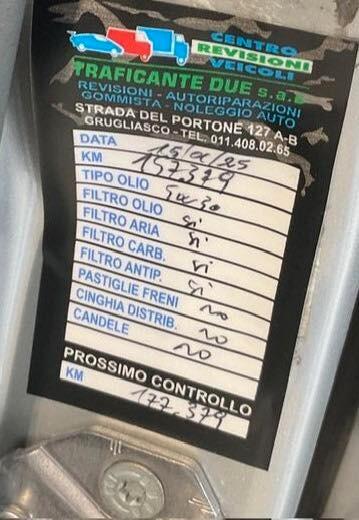 CENTRO
REVISIONI
VEICOLI
TRAFICANTE DUE s.a.s
REVISIONI - AUTORIPARAZIONI
GOMMISTA - NOLEGGIO AUTO
STRADA DEL PORTONE 127 A-B
GRUGLIASCO - TEL. 011.408.02.65
DATA 15/01/25
KM 157.379
TIPO OLIO 5W30
FILTRO OLIO si
FILTRO ARIA si
FILTRO CARB. si
FILTRO ANTIP. si
PASTIGLIE FRENI no
CINGHIA DISTRIB. no
CANDELE no
PROSSIMO CONTROLLO
KM 177.379